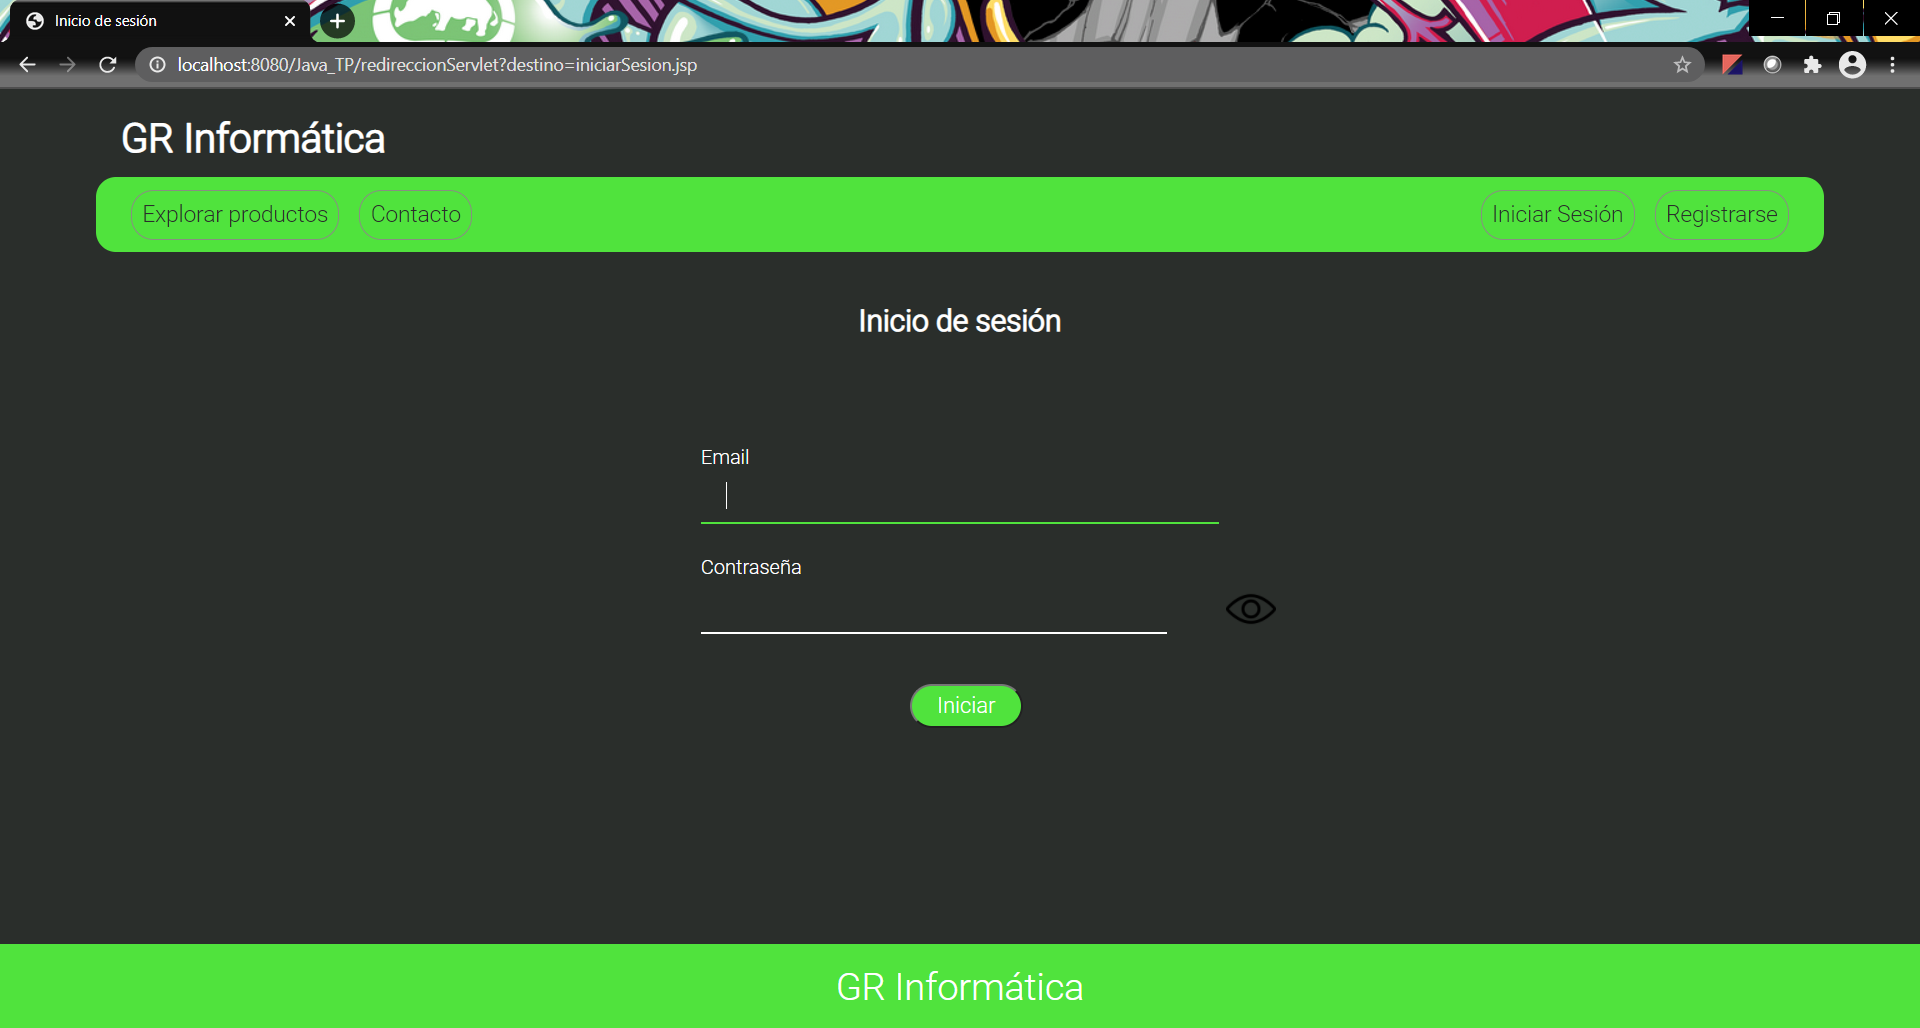 Inicio de sesión
localhost:8080/Java_TP/redireccionServlet?destino=iniciarSesion.jsp
GR Informática
Explorar productos Contacto Iniciar Sesión Registrarse
Inicio de sesión
Email
Contraseña
Iniciar
GR Informática